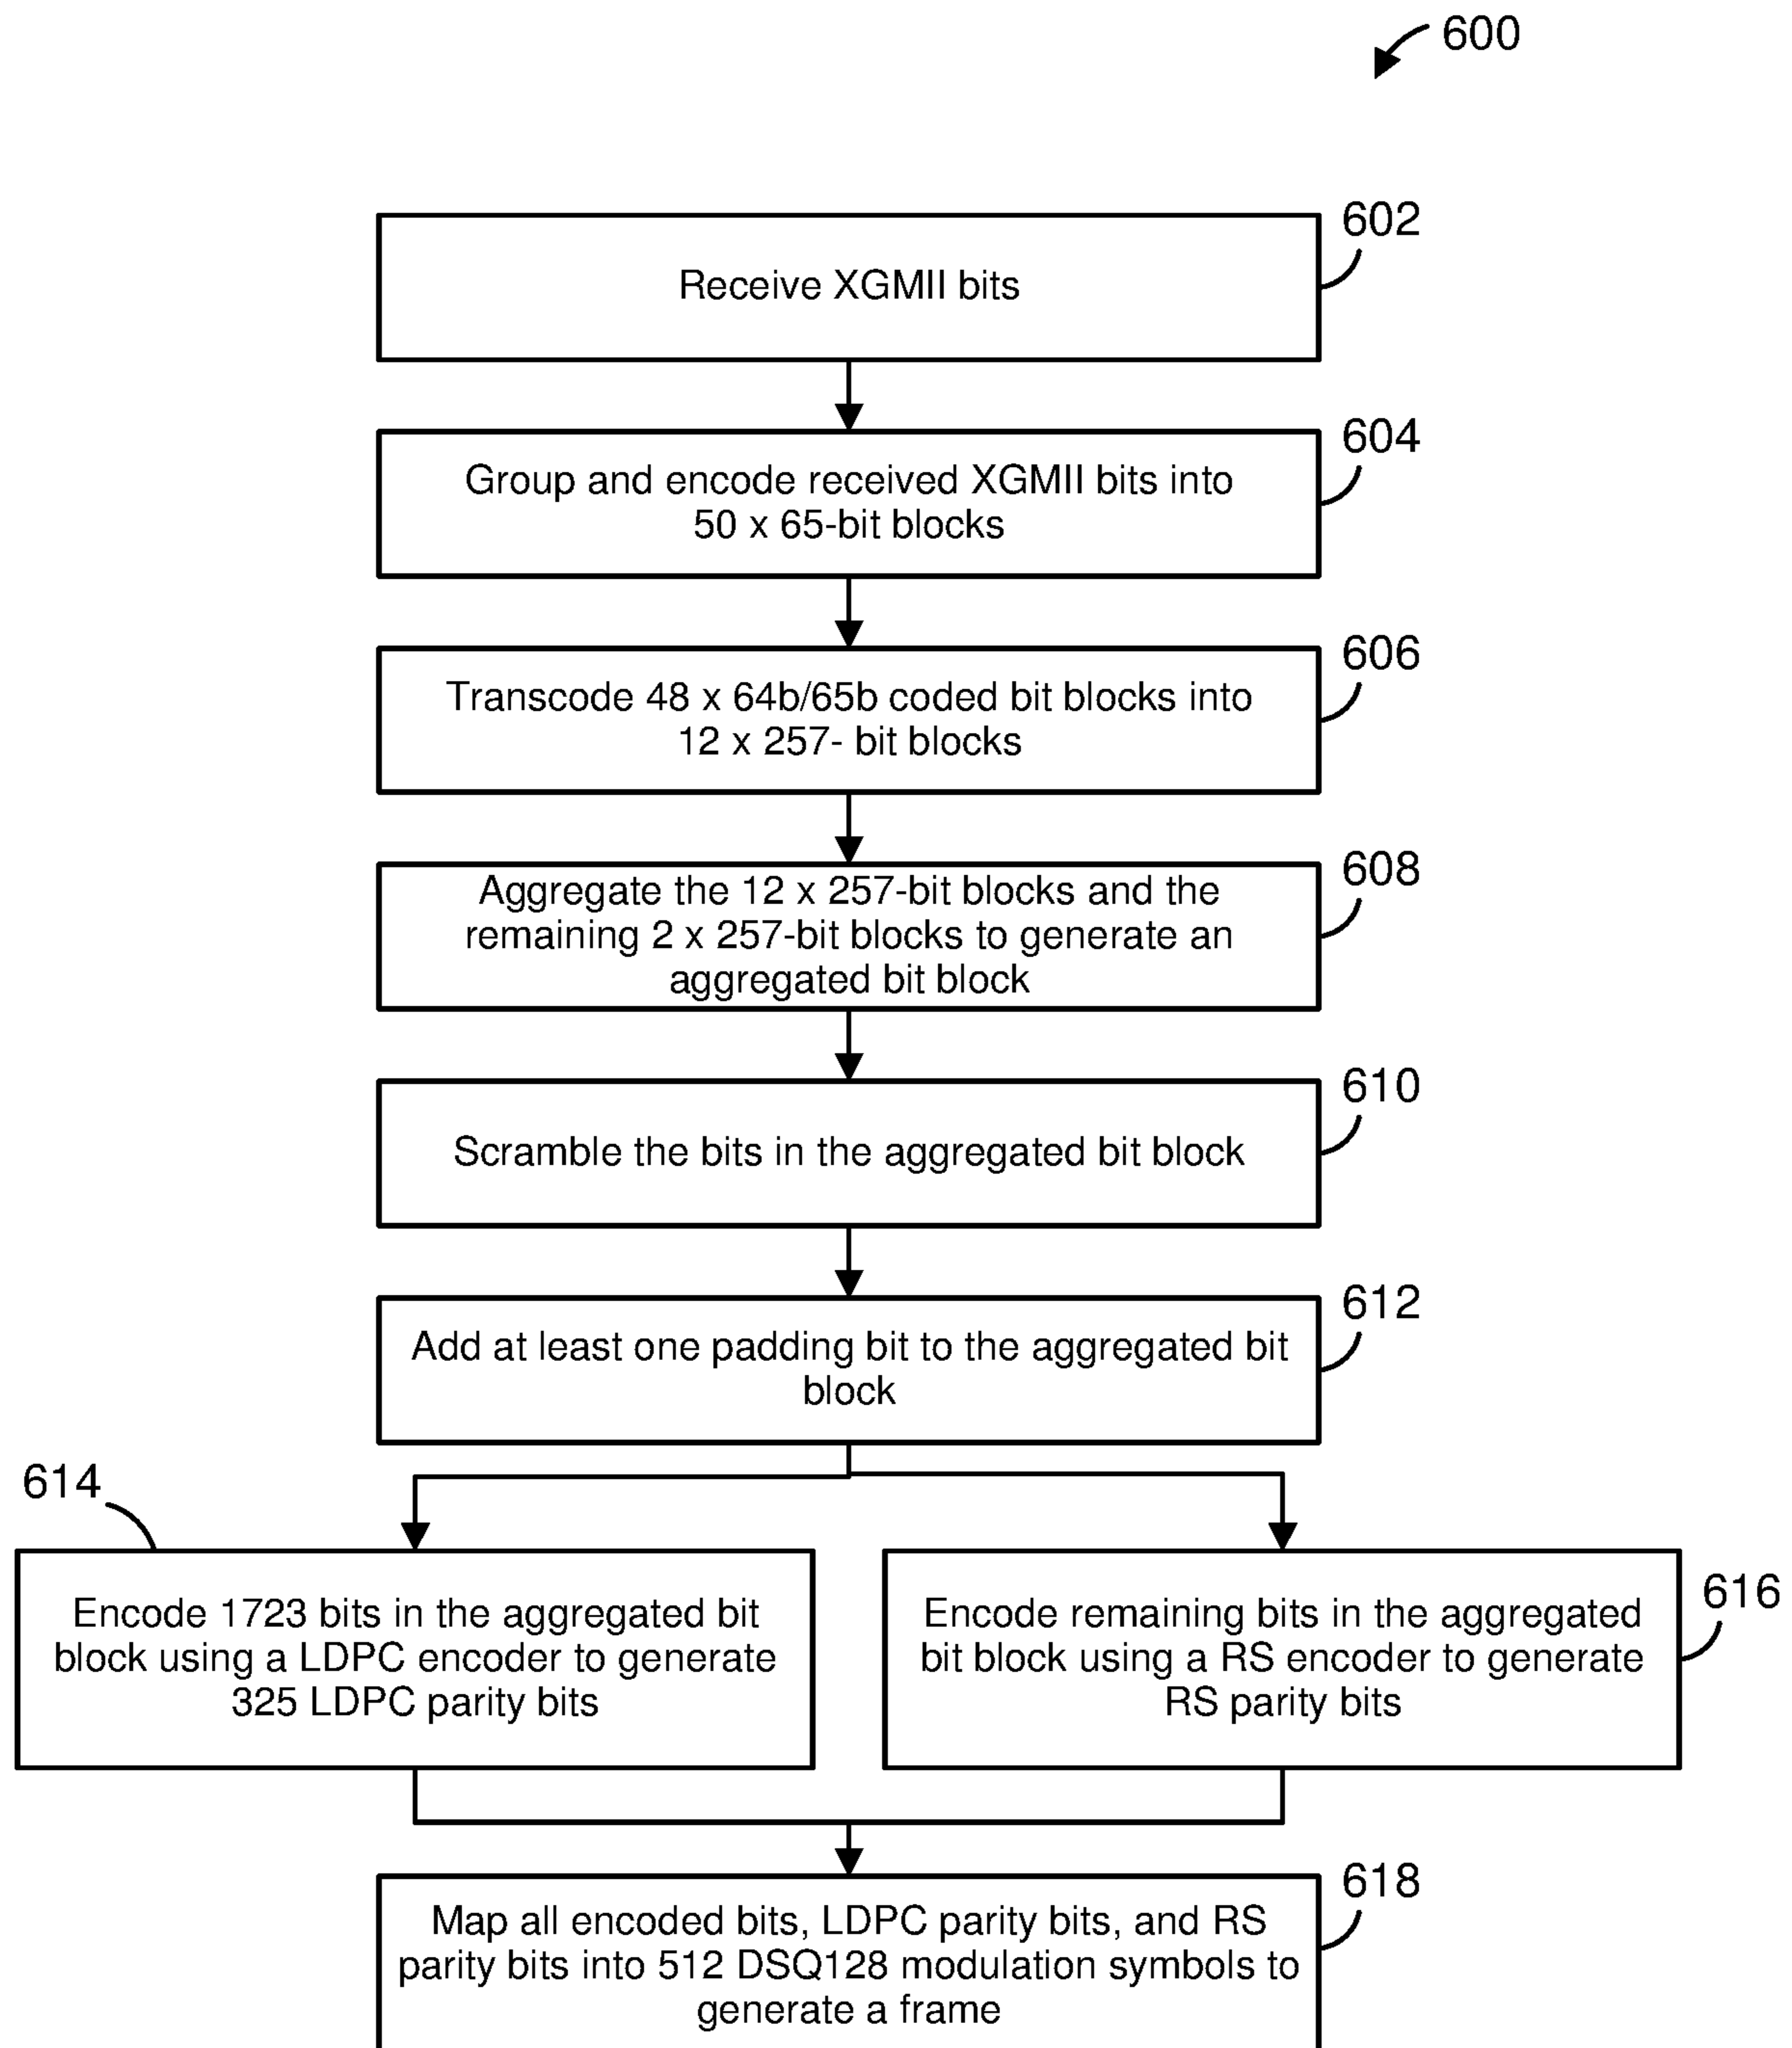 600
602
Receive XGMII bits
604
Group and encode received XGMII bits into
50 x 65-bit blocks
606
Transcode 48 x 64b/65b coded bit blocks into
12 x 257- bit blocks
608
Aggregate the 12 x 257-bit blocks and the
remaining 2 x 257-bit blocks to generate an
aggregated bit block
610
Scramble the bits in the aggregated bit block
612
Add at least one padding bit to the aggregated bit
block
614
Encode 1723 bits in the aggregated bit
block using a LDPC encoder to generate
325 LDPC parity bits
616
Encode remaining bits in the aggregated
bit block using a RS encoder to generate
RS parity bits
618
Map all encoded bits, LDPC parity bits, and RS
parity bits into 512 DSQ128 modulation symbols to
generate a frame